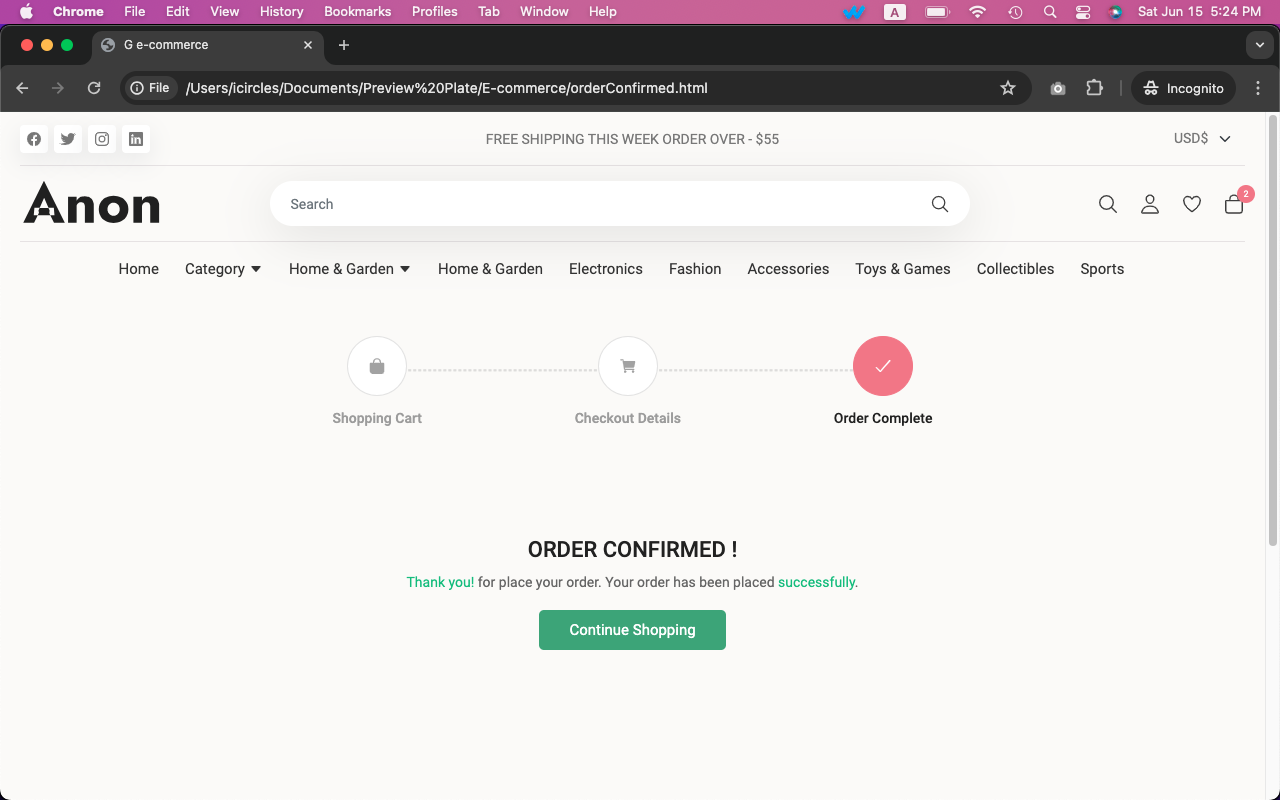 Chrome File Edit View History Bookmarks Profiles Tab Window Help A Sat Jun 15 5:24 PM
G e-commerce
File /Users/icircles/Documents/Preview%20Plate/E-commerce/orderConfirmed.html Incognito
FREE SHIPPING THIS WEEK ORDER OVER - $55 USD$
Anon Search 2
Home Category Home & Garden Home & Garden Electronics Fashion Accessories Toys & Games Collectibles Sports
Shopping Cart Checkout Details Order Complete
ORDER CONFIRMED !
Thank you! for place your order. Your order has been placed successfully.
Continue Shopping